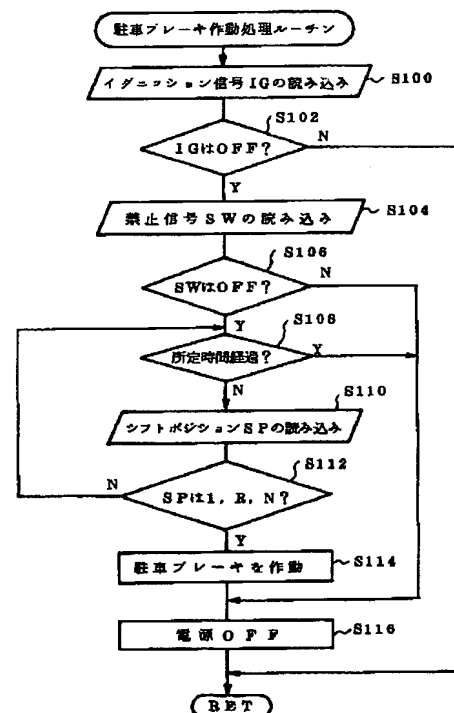 駐車ブレーキ作動処理ルーチン
イグニッション信号IGの読み込み
S100
S102
IGはOFF?
N
Y
禁止信号SWの読み込み
S104
S106
SWはOFF?
N
Y
S108
所定時間経過?
Y
N
S110
シフトポジションSPの読み込み
S112
N
SPは1, R, N?
Y
駐車ブレーキを作動
S114
電源OFF
S116
RET